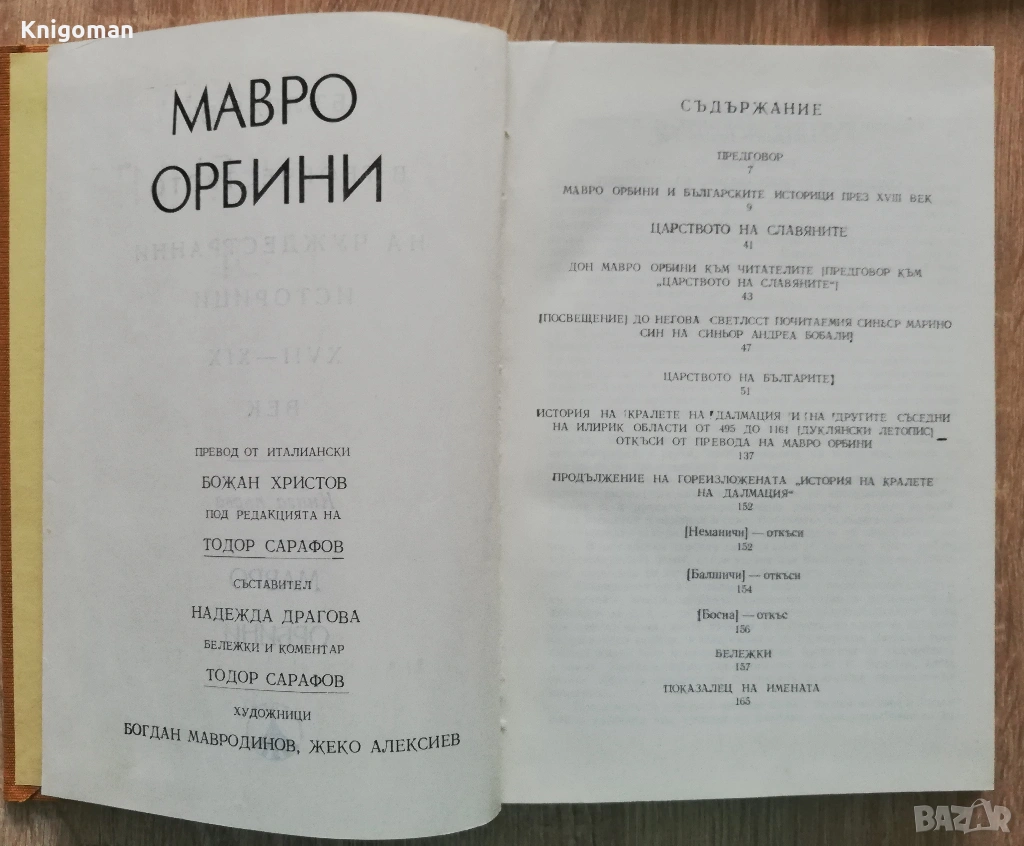 Knigoman
МАВРО
ОРБИНИ
ПРЕВОД ОТ ИТАЛИАНСКИ
БОЖАН ХРИСТОВ
ПОД РЕДАКЦИЯТА НА
ТОДОР САРАФОВ
СЪСТАВИТЕЛ
НАДЕЖДА ДРАГОВА
БЕЛЕЖКИ И КОМЕНТАР
ТОДОР САРАФОВ
ХУДОЖНИЦИ
БОГДАН МАВРОДИНОВ, ЖЕКО АЛЕКСИЕВ
СЪДЪРЖАНИЕ
ПРЕДГОВОР
7
МАВРО ОРБИНИ И БЪЛГАРСКИТЕ ИСТОРИЦИ ПРЕЗ XVIII ВЕК
9
ЦАРСТВОТО НА СЛАВЯНИТЕ
41
ДОН МАВРО ОРБИНИ КЪМ ЧИТАТЕЛИТЕ [ПРЕДГОВОР КЪМ
„ЦАРСТВОТО НА СЛАВЯНИТЕ“]
43
[ПОСВЕЩЕНИЕ] ДО НЕГОВА СВЕТЛОСТ ПОЧИТАЕМИЯ СИНЬОР МАРИНО
СИН НА СИНЬОР АНДРЕА БОБАЛИ
47
ЦАРСТВОТО НА БЪЛГАРИТЕ]
51
ИСТОРИЯ НА КРАЛЕТЕ НА ДАЛМАЦИЯ И НА ДРУГИТЕ СЪСЕДНИ
НА ИЛИРИК ОБЛАСТИ ОТ 495 ДО 1161 [ДУКЛЯНСКИ ЛЕТОПИС]
ОТКЪСИ ОТ ПРЕВОДА НА МАВРО ОРБИНИ
137
ПРОДЪЛЖЕНИЕ НА ГОРЕИЗЛОЖЕНАТА „ИСТОРИЯ НА КРАЛЕТЕ
НА ДАЛМАЦИЯ“
152
[Неманичи] — откъси
152
[Балшичи] — откъси
154
[Босна] — откъс
156
БЕЛЕЖКИ
157
ПОКАЗАЛЕЦ НА ИМЕНАТА
165
BAZAR